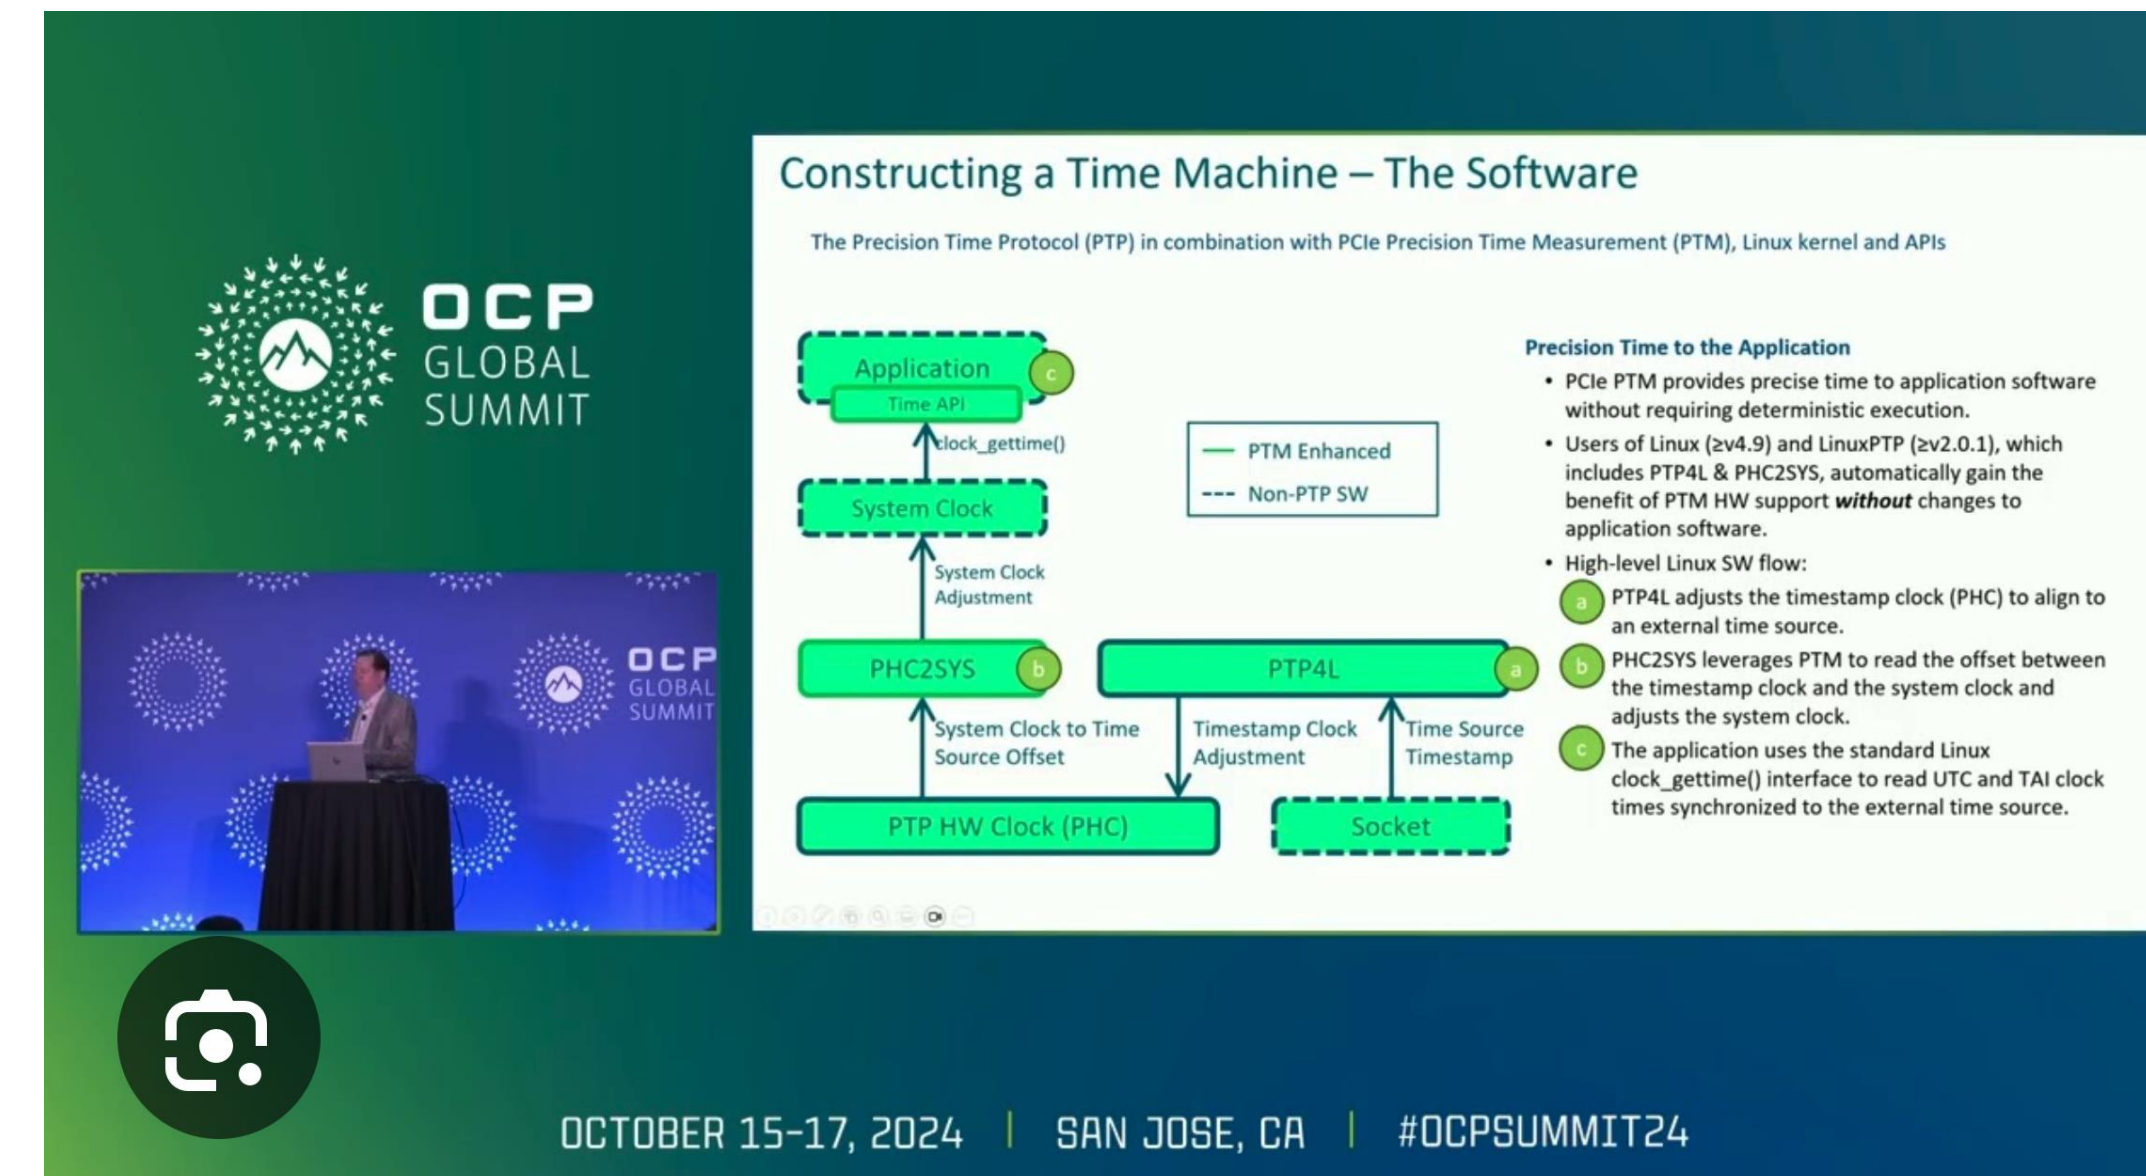 Constructing a Time Machine – The Software
The Precision Time Protocol (PTP) in combination with PCIe Precision Time Measurement (PTM), Linux kernel and APIs
OCP
GLOBAL
SUMMIT
Application
c
Time API
clock_gettime()
System Clock
System Clock
Adjustment
PHC2SYS
b
PTP4L
a
System Clock to Time
Source Offset
Timestamp Clock
Adjustment
Time Source
Timestamp
PTP HW Clock (PHC)
Socket
PTM Enhanced
Non-PTP SW
Precision Time to the Application
• PCIe PTM provides precise time to application software
without requiring deterministic execution.
• Users of Linux (≥v4.9) and LinuxPTP (≥v2.0.1), which
includes PTP4L & PHC2SYS, automatically gain the
benefit of PTM HW support without changes to
application software.
• High-level Linux SW flow:
a PTP4L adjusts the timestamp clock (PHC) to align to
an external time source.
b PHC2SYS leverages PTM to read the offset between
the timestamp clock and the system clock and
adjusts the system clock.
c The application uses the standard Linux
clock_gettime() interface to read UTC and TAI clock
times synchronized to the external time source.
OCP
GLOBAL
SUMMIT
OCTOBER 15-17, 2024 | SAN JOSE, CA | #OCPSUMMIT24